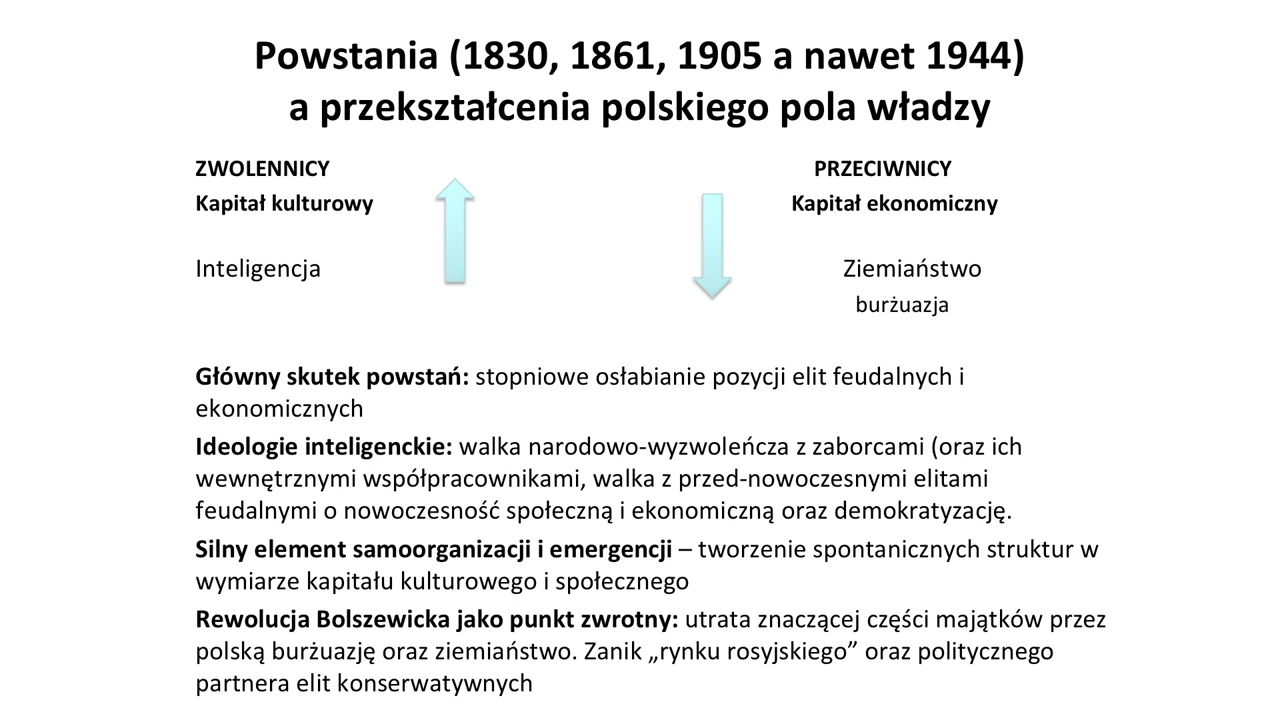 Powstania (1830, 1861, 1905 a nawet 1944)
a przekształcenia polskiego pola władzy
ZWOLENNICY PRZECIWNICY
Kapitał kulturowy Kapitał ekonomiczny
Inteligencja Ziemiaństwo
burżuazja
Główny skutek powstań: stopniowe osłabianie pozycji elit feudalnych i
ekonomicznych
Ideologie inteligenckie: walka narodowo-wyzwoleńcza z zaborcami (oraz ich
wewnętrznymi współpracownikami, walka z przed-nowoczesnymi elitami
feudalnymi o nowoczesność społeczną i ekonomiczną oraz demokratyzację.
Silny element samoorganizacji i emergencji – tworzenie spontanicznych struktur w
wymiarze kapitału kulturowego i społecznego
Rewolucja Bolszewicka jako punkt zwrotny: utrata znaczącej części majątków przez
polską burżuazję oraz ziemiaństwo. Zanik „rynku rosyjskiego” oraz politycznego
partnera elit konserwatywnych